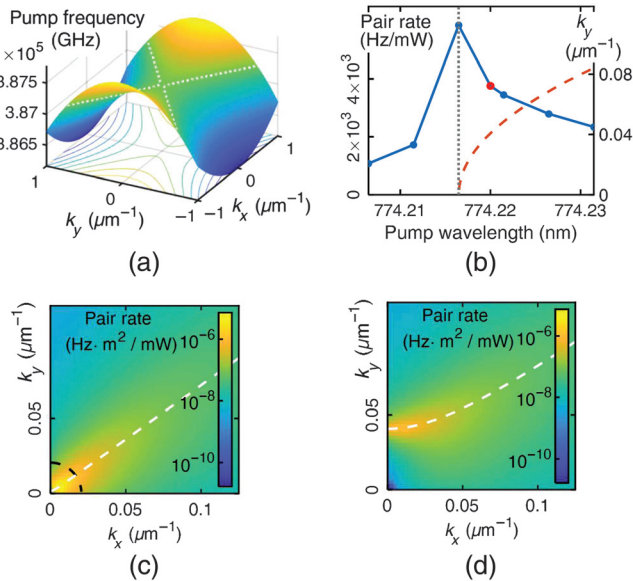 Pump frequency
(GHz)
× 10⁵
3.875
3.87
3.865
1
0
−1
−1
0
1
k_y (μm⁻¹)
k_x (μm⁻¹)
(a)
Pair rate
(Hz/mW)
k_y
(μm⁻¹)
4×10³
2×10³
0
0.08
0.04
0
774.21
774.22
774.23
Pump wavelength (nm)
(b)
Pair rate
(Hz· m² / mW)
10⁻⁶
10⁻⁸
10⁻¹⁰
k_y (μm⁻¹)
0.05
0
0
0.05
0.1
k_x (μm⁻¹)
(c)
Pair rate
(Hz· m² / mW)
10⁻⁶
10⁻⁸
10⁻¹⁰
k_y (μm⁻¹)
0.05
0
0
0.05
0.1
k_x (μm⁻¹)
(d)